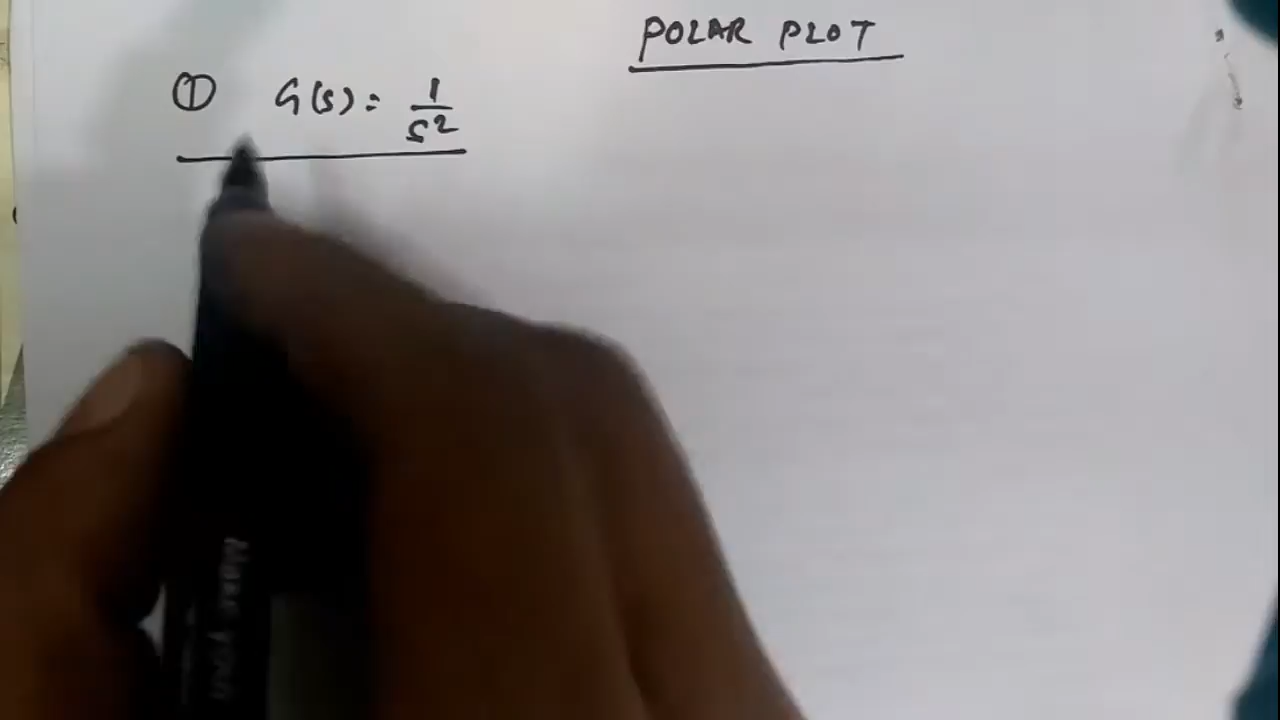 POLAR PLOT
① G(s) = 1/s²